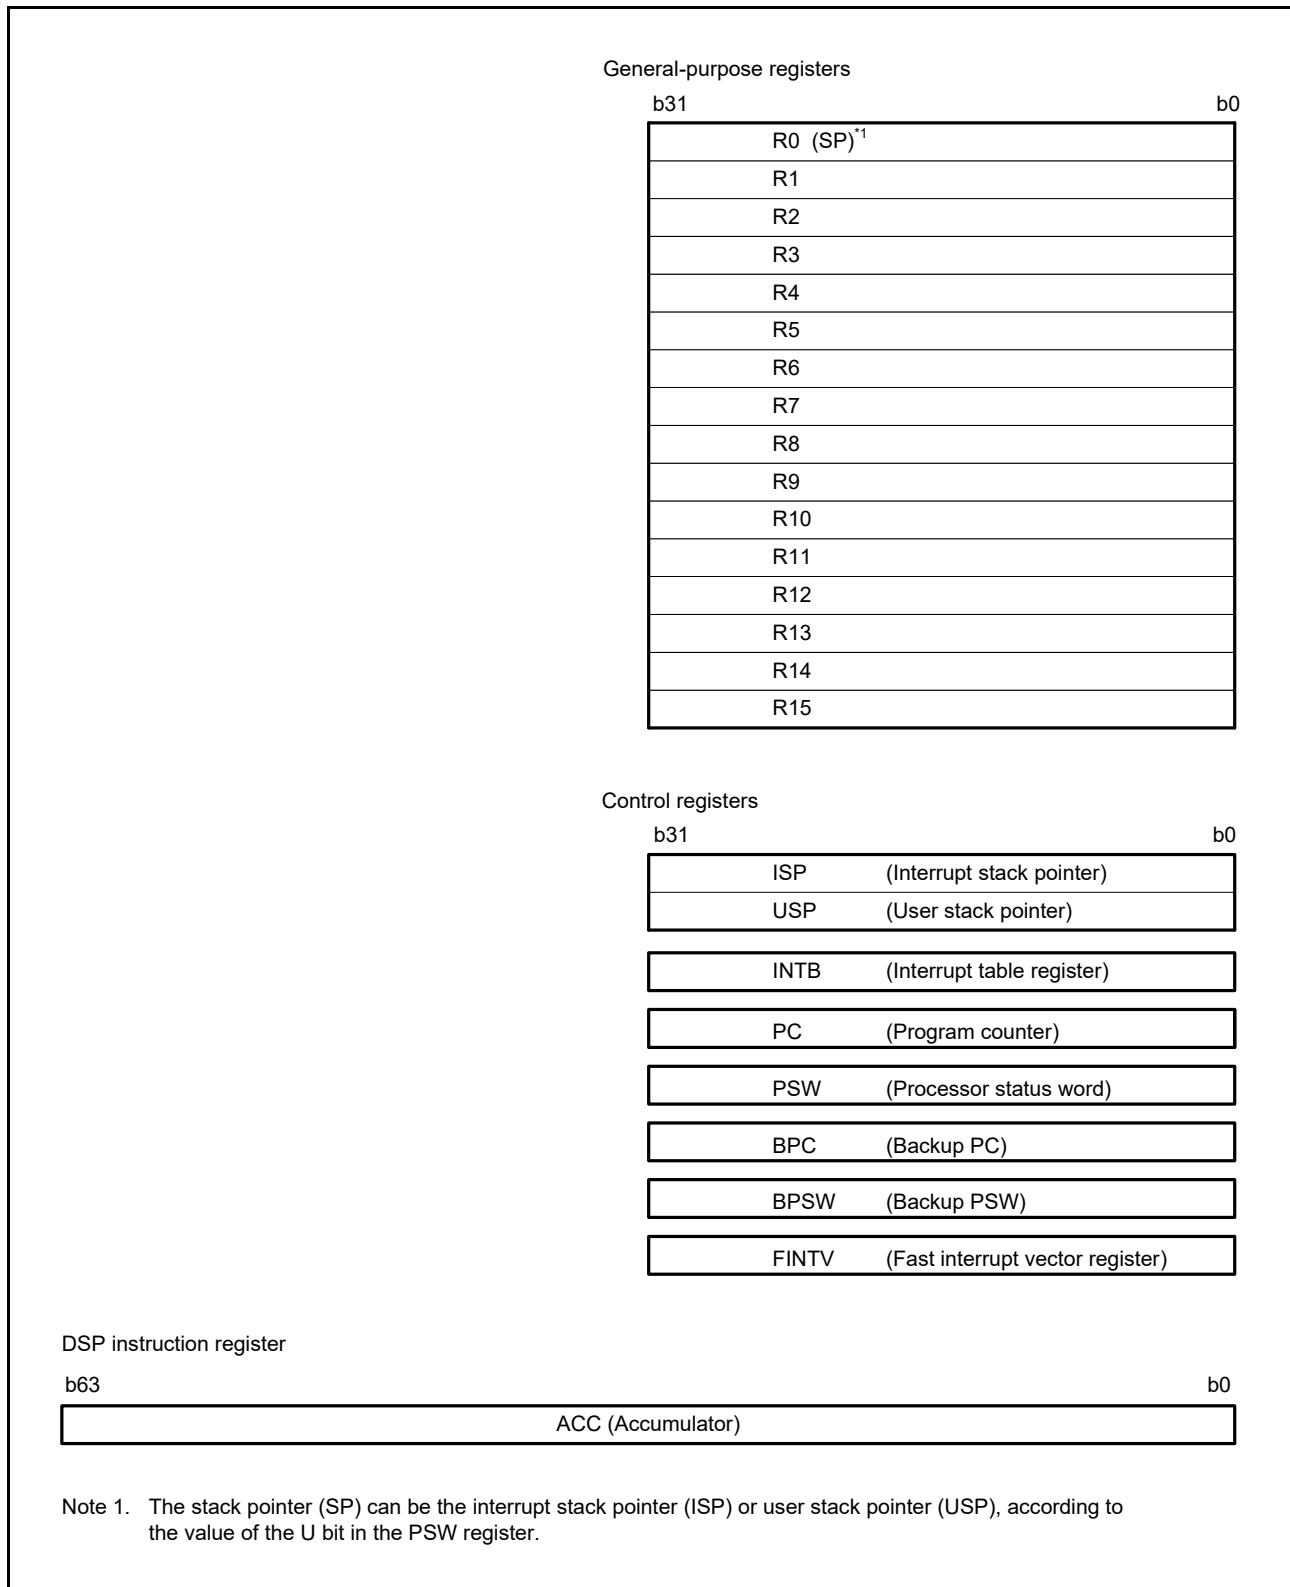 General-purpose registers
b31 b0
R0 (SP)*1
R1
R2
R3
R4
R5
R6
R7
R8
R9
R10
R11
R12
R13
R14
R15
Control registers
b31 b0
ISP (Interrupt stack pointer)
USP (User stack pointer)
INTB (Interrupt table register)
PC (Program counter)
PSW (Processor status word)
BPC (Backup PC)
BPSW (Backup PSW)
FINTV (Fast interrupt vector register)
DSP instruction register
b63 b0
ACC (Accumulator)
Note 1. The stack pointer (SP) can be the interrupt stack pointer (ISP) or user stack pointer (USP), according to
the value of the U bit in the PSW register.